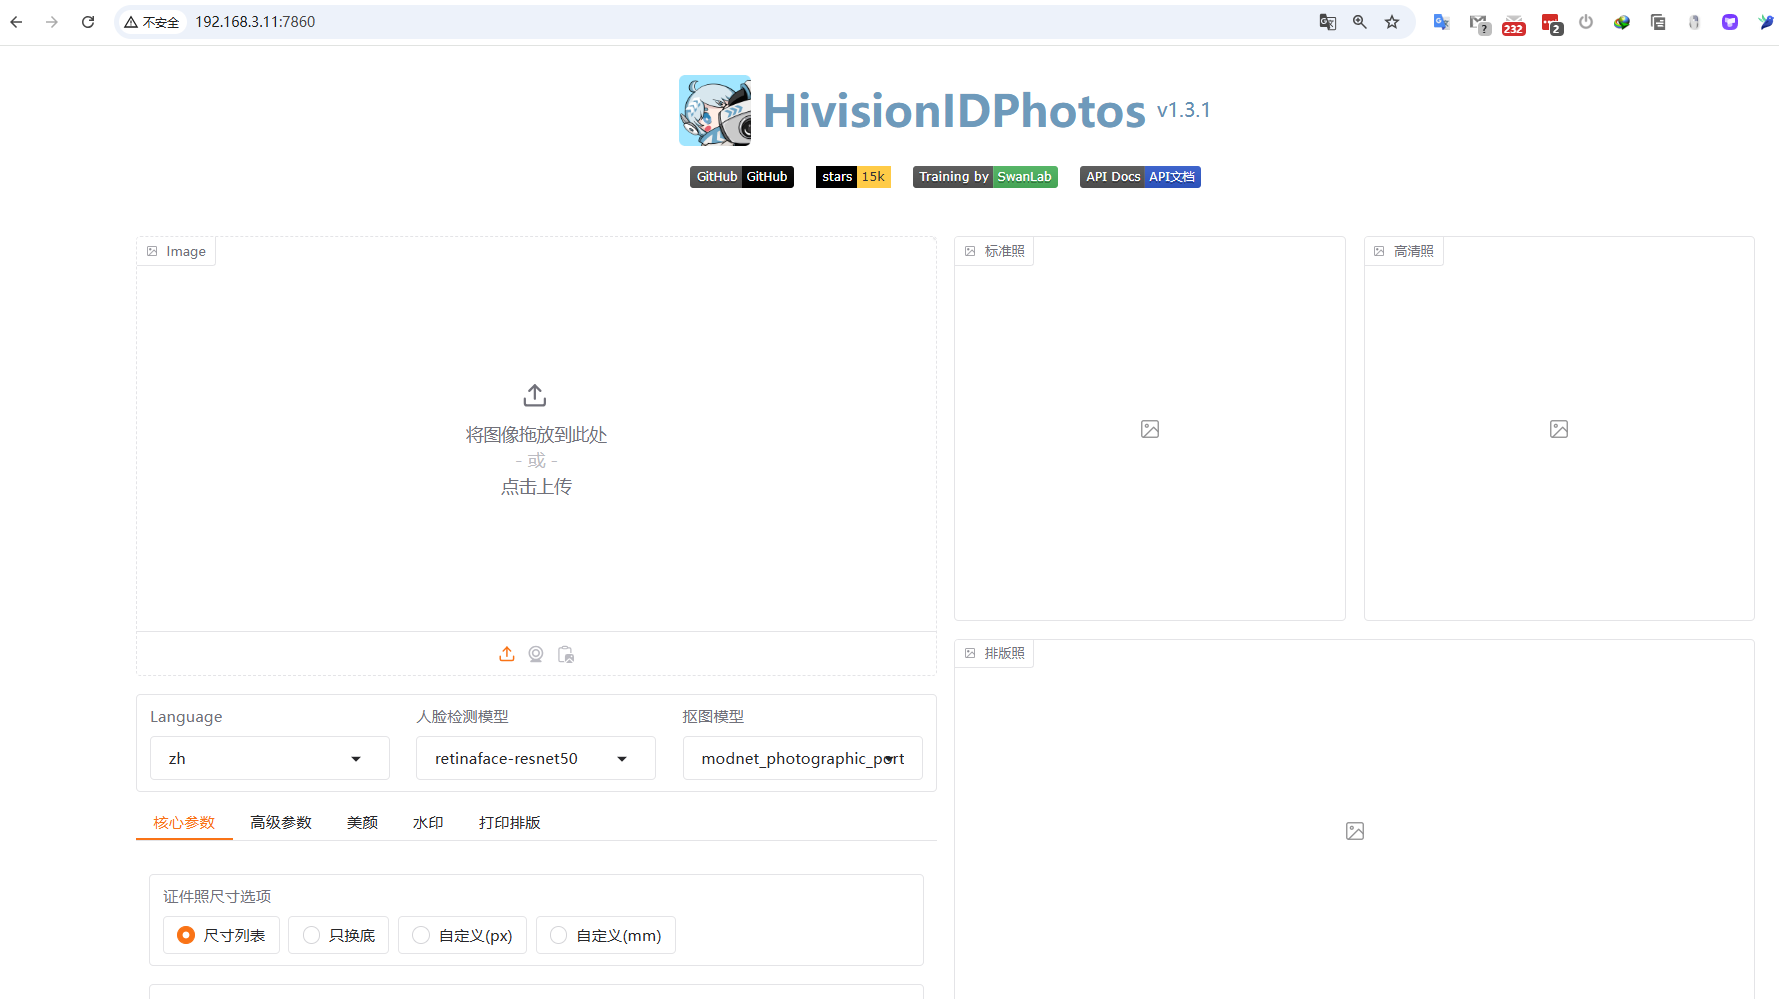 不安全 192.168.3.11:7860
232
?
2
HivisionIDPhotos v1.3.1
GitHub GitHub
stars 15k
Training by SwanLab
API Docs API文档
Image
将图像拖放到此处
- 或 -
点击上传
标准照
高清照
排版照
Language
zh
人脸检测模型
retinaface-resnet50
抠图模型
modnet_photographic_port
核心参数 高级参数 美颜 水印 打印排版
证件照尺寸选项
尺寸列表 只换底 自定义(px) 自定义(mm)